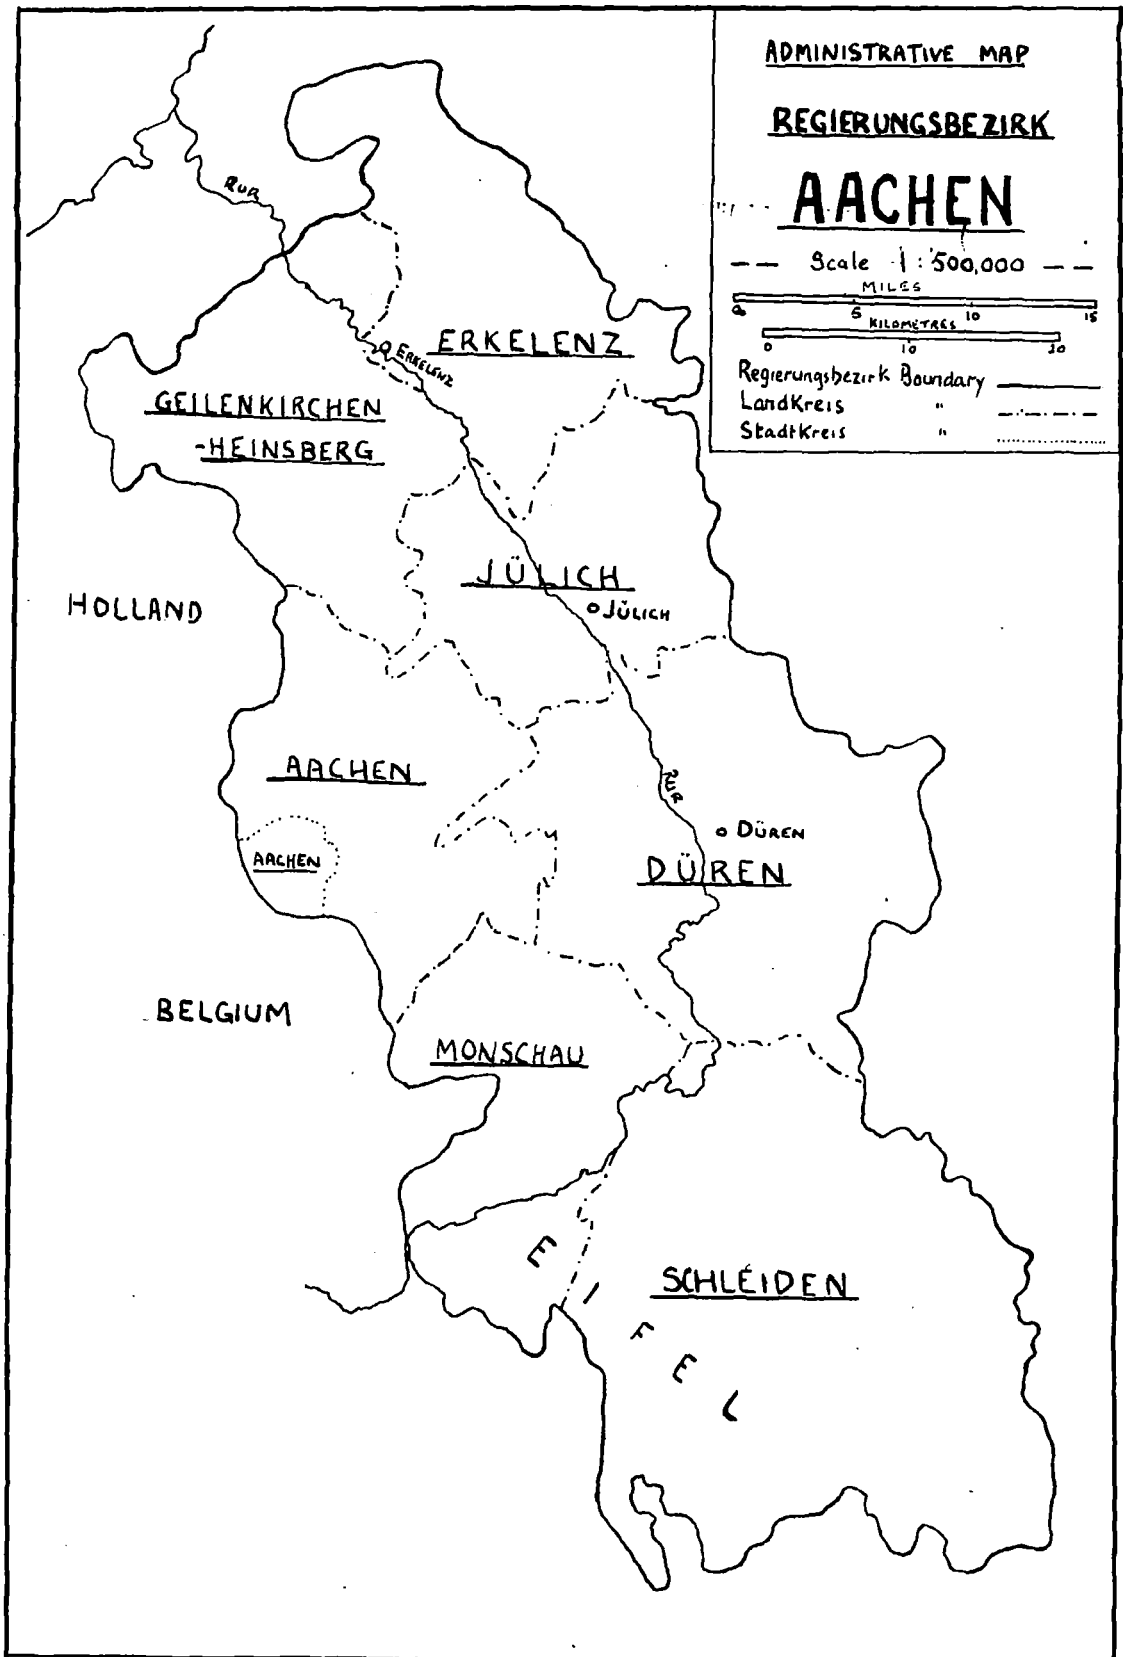 ADMINISTRATIVE MAP
REGIERUNGSBEZIRK
AACHEN
Scale 1:500,000
MILES
0 5 10 15
KILOMETRES
0 10 20
Regierungsbezirk Boundary
Landkreis "
Stadtkreis "
RUR
ERKELENZ
ERKELENZ
GEILENKIRCHEN
-HEINSBERG
JÜLICH
JÜLICH
HOLLAND
AACHEN
RUR
DÜREN
AACHEN
DÜREN
BELGIUM
MONSCHAU
EIFEL
SCHLEIDEN